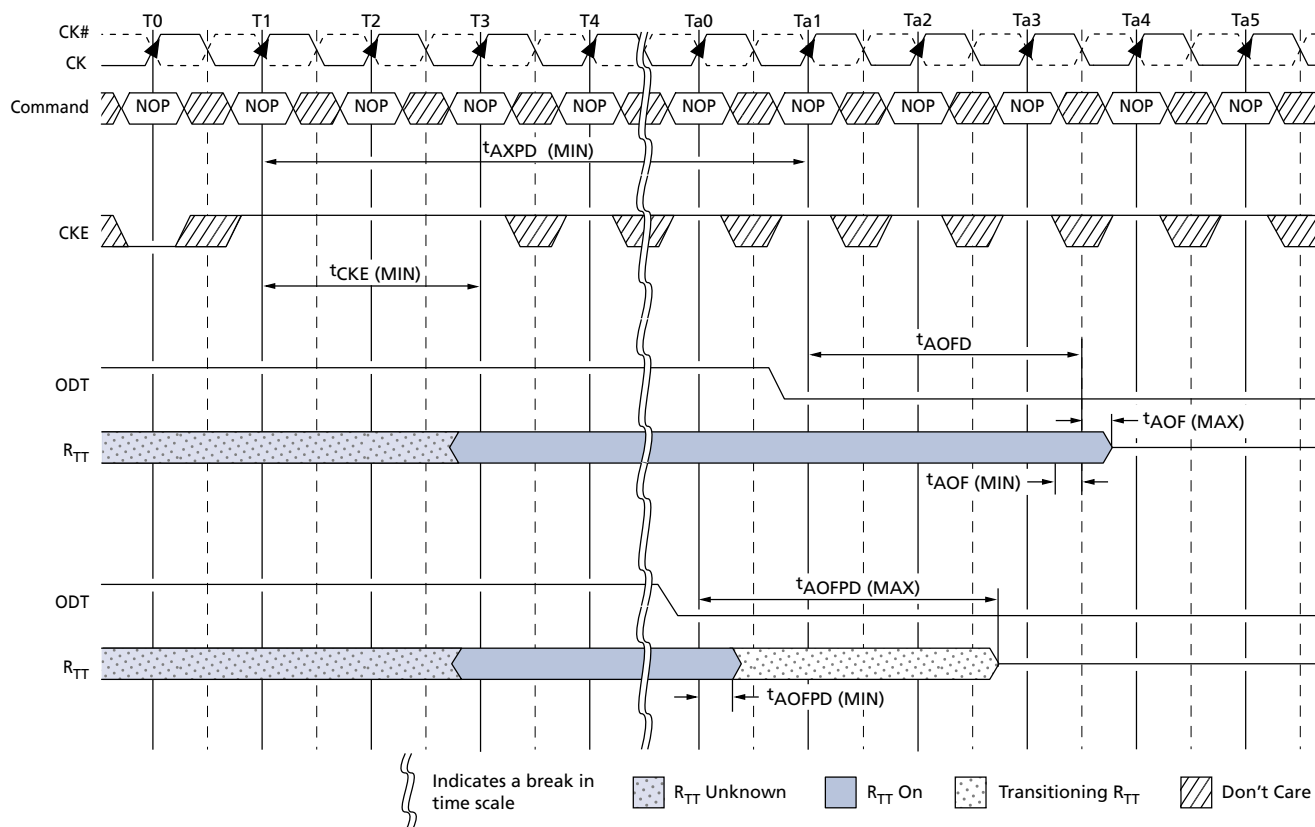 T0 T1 T2 T3 T4 Ta0 Ta1 Ta2 Ta3 Ta4 Ta5
CK#
CK
Command NOP NOP NOP NOP NOP NOP NOP NOP NOP NOP NOP
tAXPD (MIN)
CKE
tCKE (MIN)
tAOFD
ODT
tAOF (MAX)
RTT
tAOF (MIN)
tAOFPD (MAX)
ODT
RTT
tAOFPD (MIN)
Indicates a break in
time scale
RTT Unknown
RTT On
Transitioning RTT
Don't Care